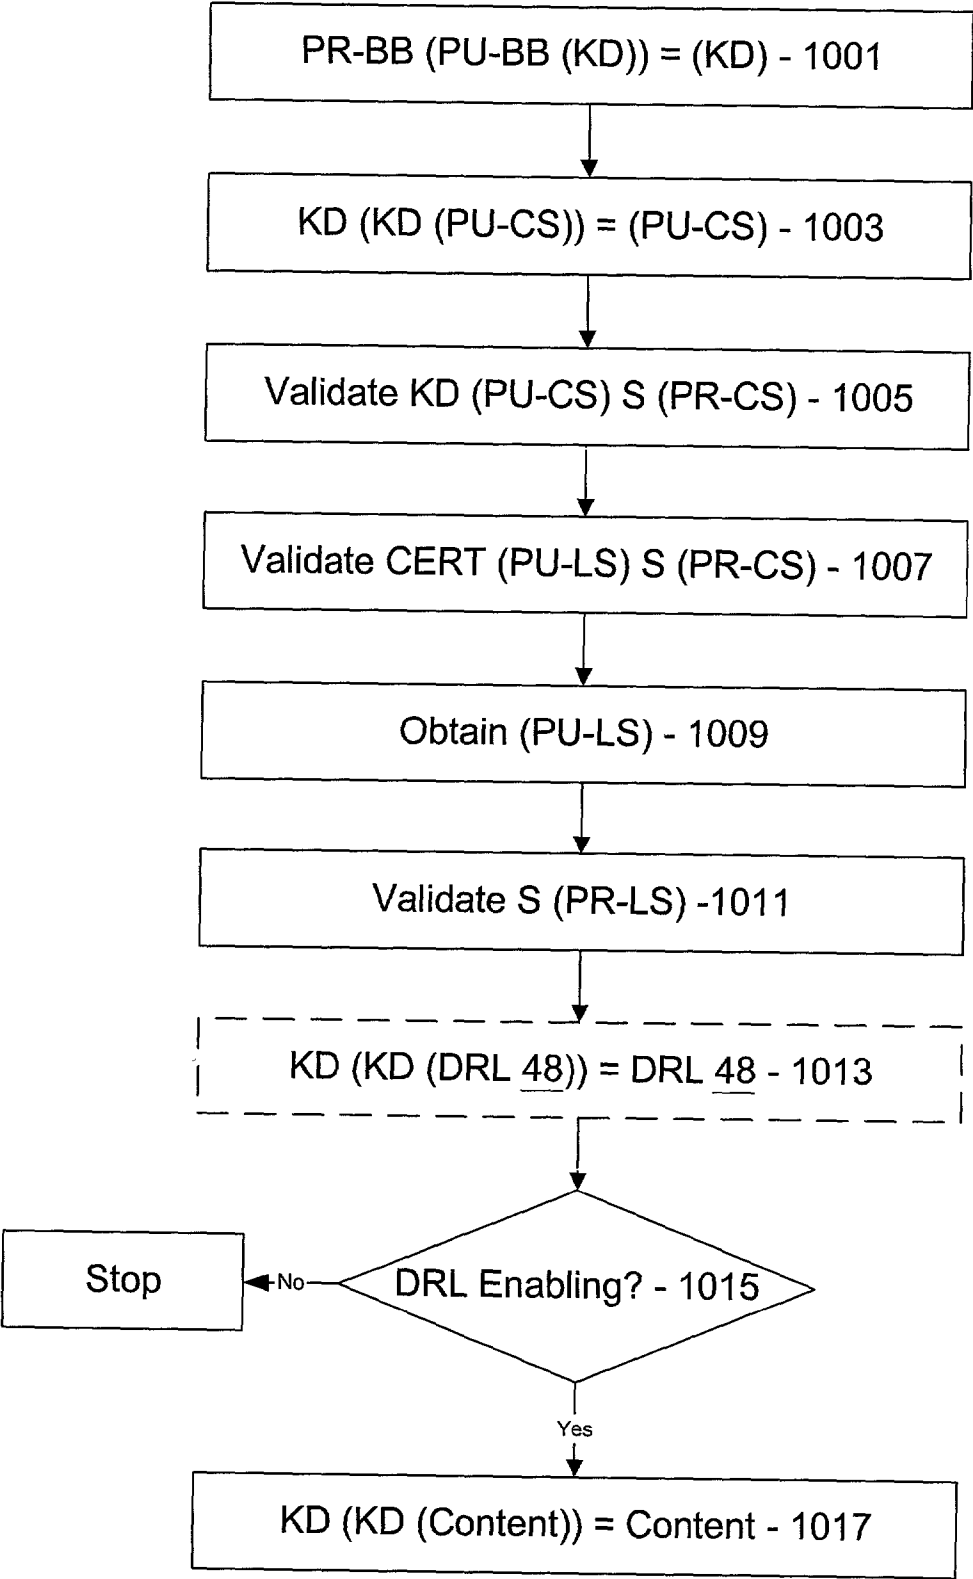 PR-BB (PU-BB (KD)) = (KD) - 1001
KD (KD (PU-CS)) = (PU-CS) - 1003
Validate KD (PU-CS) S (PR-CS) - 1005
Validate CERT (PU-LS) S (PR-CS) - 1007
Obtain (PU-LS) - 1009
Validate S (PR-LS) -1011
KD (KD (DRL 48)) = DRL 48 - 1013
DRL Enabling? - 1015
No
Stop
Yes
KD (KD (Content)) = Content - 1017